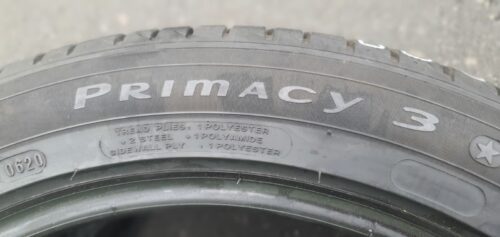 PRIMACY 3
TREAD PLIES: 1 POLYESTER
+ 2 STEEL + 1 POLYAMIDE
SIDEWALL PLY : 1 POLYESTER
0620